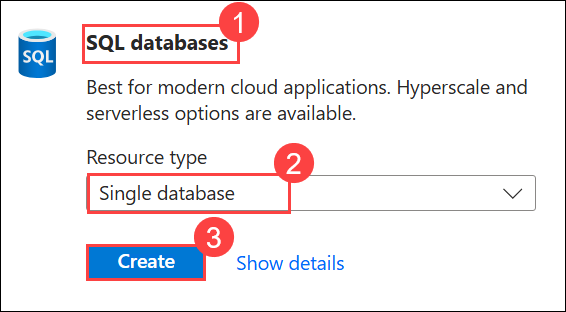 1
SQL databases
SQL
Best for modern cloud applications. Hyperscale and
serverless options are available.
Resource type
2
Single database
3
Create
Show details